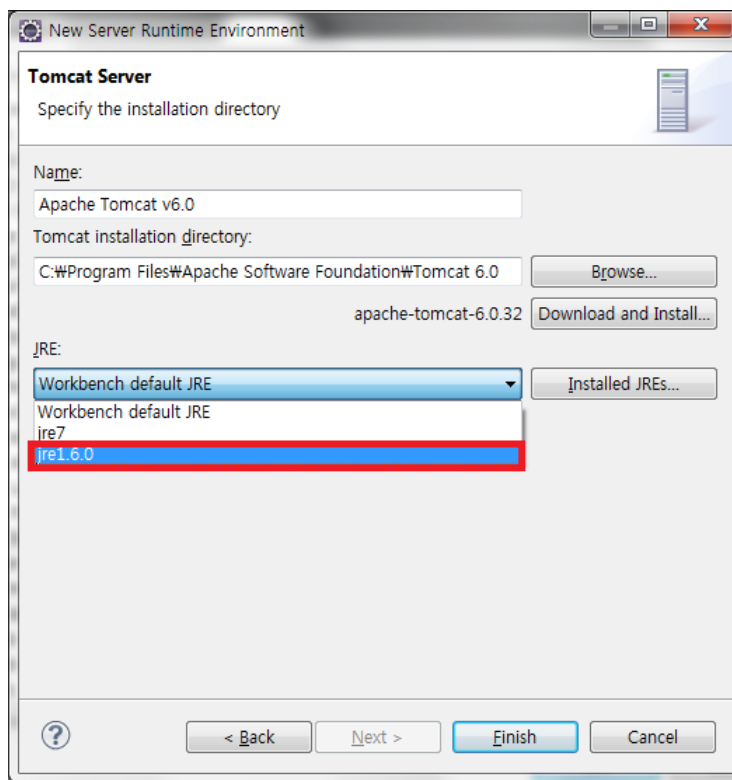 New Server Runtime Environment
Tomcat Server
Specify the installation directory
Name:
Apache Tomcat v6.0
Tomcat installation directory:
C:₩Program Files₩Apache Software Foundation₩Tomcat 6.0
Browse...
apache-tomcat-6.0.32 Download and Install...
JRE:
Workbench default JRE
Installed JREs...
Workbench default JRE
jre7
jre1.6.0
? < Back Next > Finish Cancel